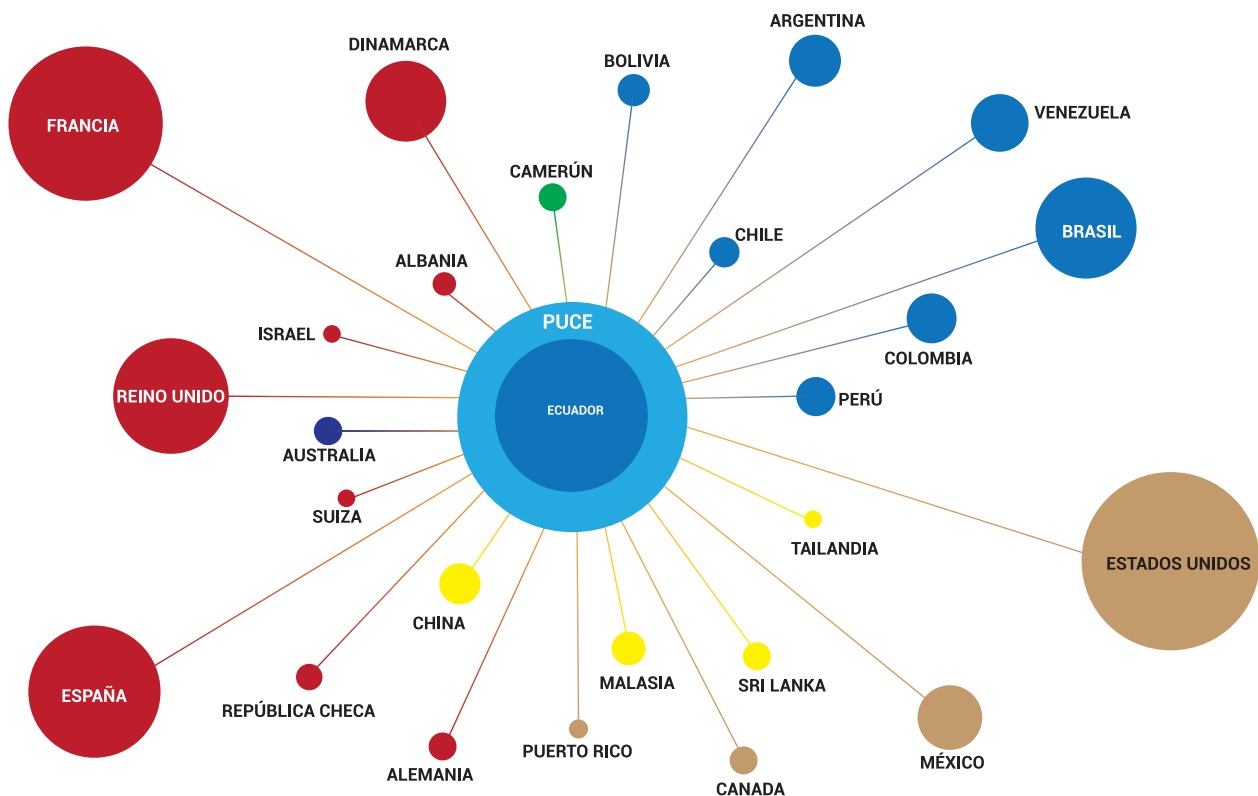 ARGENTINA
DINAMARCA
BOLIVIA
VENEZUELA
FRANCIA
CAMERÚN
BRASIL
CHILE
ALBANIA
PUCE
ISRAEL
COLOMBIA
REINO UNIDO
PERÚ
ECUADOR
AUSTRALIA
SUIZA
TAILANDIA
ESTADOS UNIDOS
CHINA
MALASIA
SRI LANKA
ESPAÑA
REPÚBLICA CHECA
PUERTO RICO
MÉXICO
ALEMANIA
CANADA